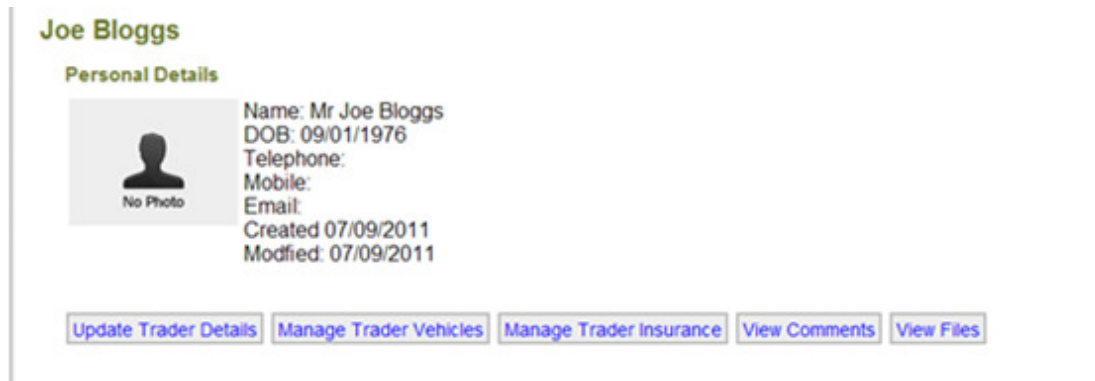 Joe Bloggs
Personal Details
Name: Mr Joe Bloggs
DOB: 09/01/1976
Telephone:
Mobile:
No Photo
Email:
Created 07/09/2011
Modfied: 07/09/2011
Update Trader Details Manage Trader Vehicles Manage Trader Insurance View Comments View Files